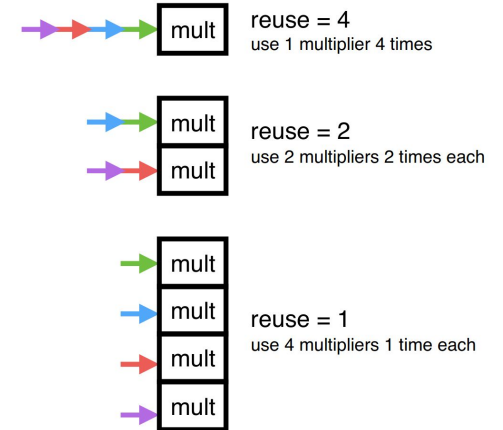 mult
reuse = 4
use 1 multiplier 4 times
mult
mult
reuse = 2
use 2 multipliers 2 times each
mult
mult
mult
mult
reuse = 1
use 4 multipliers 1 time each